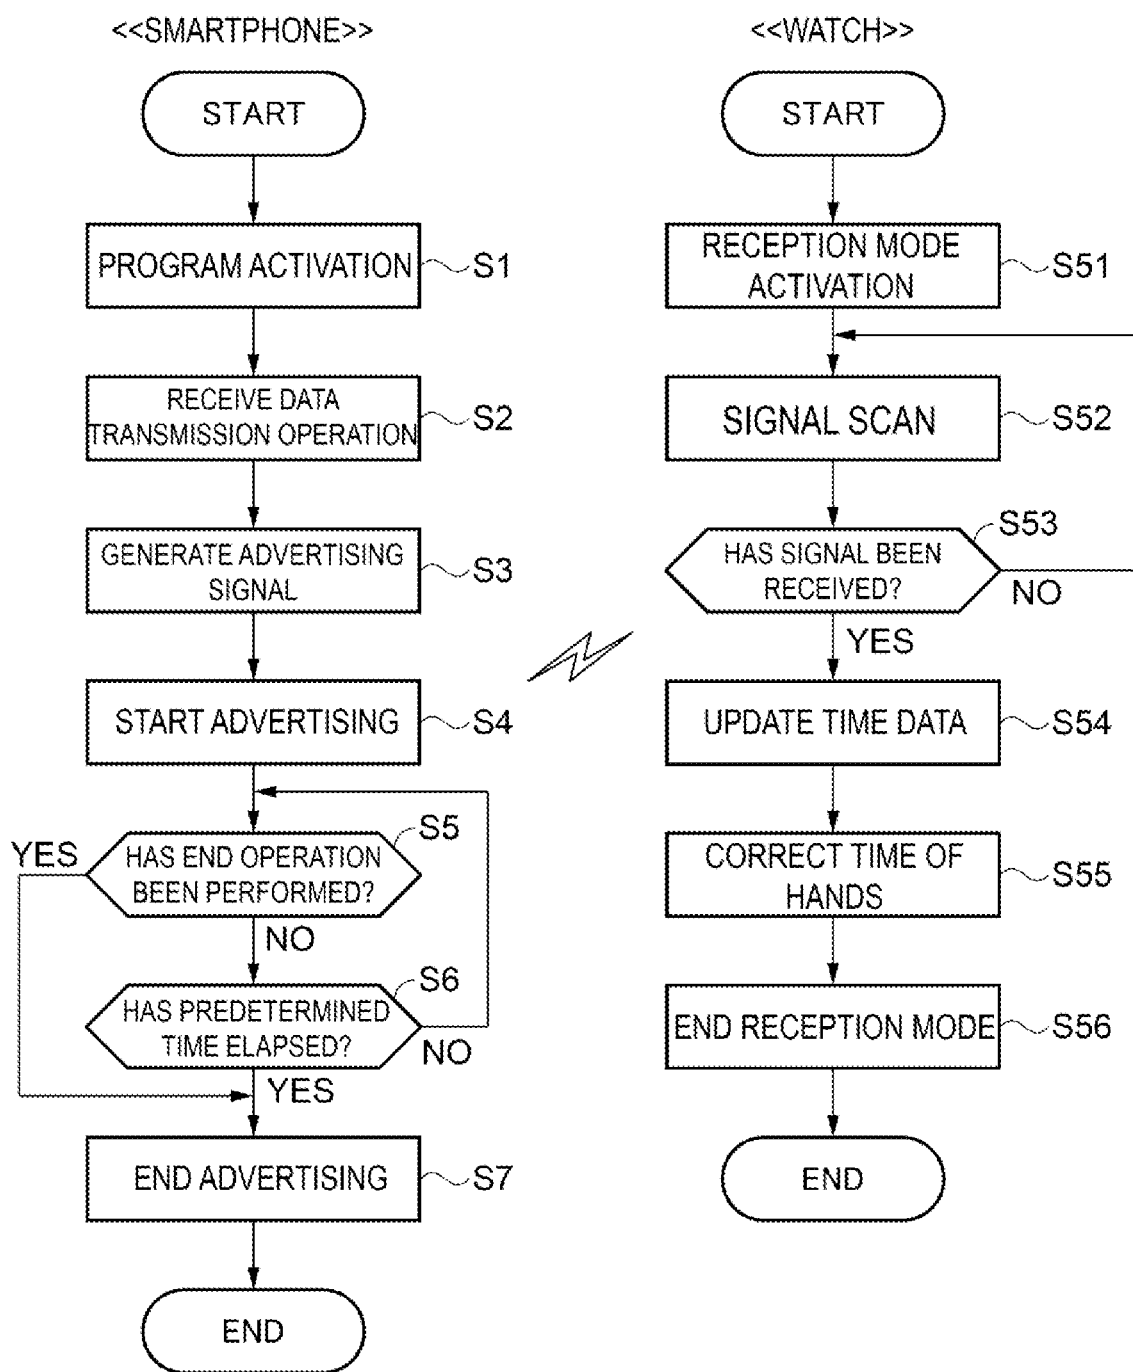 <<SMARTPHONE>>
START
PROGRAM ACTIVATION
S1
RECEIVE DATA
TRANSMISSION OPERATION
S2
GENERATE ADVERTISING
SIGNAL
S3
START ADVERTISING
S4
HAS END OPERATION
BEEN PERFORMED?
S5
YES
NO
HAS PREDETERMINED
TIME ELAPSED?
S6
NO
YES
END ADVERTISING
S7
END
<<WATCH>>
START
RECEPTION MODE
ACTIVATION
S51
SIGNAL SCAN
S52
HAS SIGNAL BEEN
RECEIVED?
S53
NO
YES
UPDATE TIME DATA
S54
CORRECT TIME OF
HANDS
S55
END RECEPTION MODE
S56
END